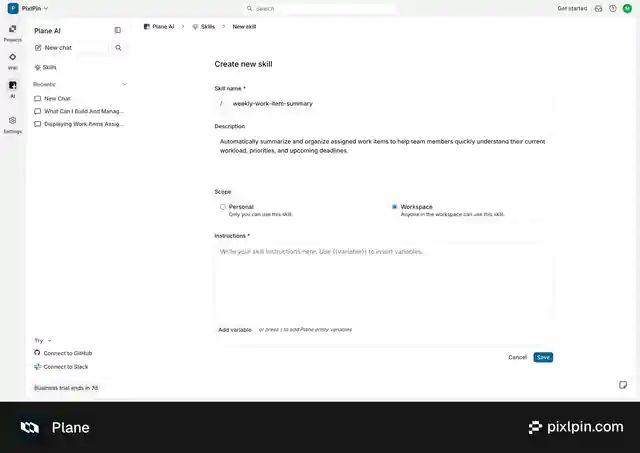 PixlPin
Search
Get started
M
Projects
Wiki
AI
Settings
Plane AI
New chat
Skills
Recents
New Chat
What Can I Build And Manag...
Displaying Work Items Assig...
Try
Connect to GitHub
Connect to Slack
Business trial ends in 7d
Plane AI
Skills
New skill
Create new skill
Skill name *
/ weekly-work-item-summary
Description
Automatically summarize and organize assigned work items to help team members quickly understand their current
workload, priorities, and upcoming deadlines.
Scope
Personal
Only you can use this skill.
Workspace
Anyone in the workspace can use this skill.
Instructions *
Write your skill instructions here. Use {{variable}} to insert variables.
Add variable or press / to add Plane entity variables
Cancel
Save
Plane
pixlpin.com